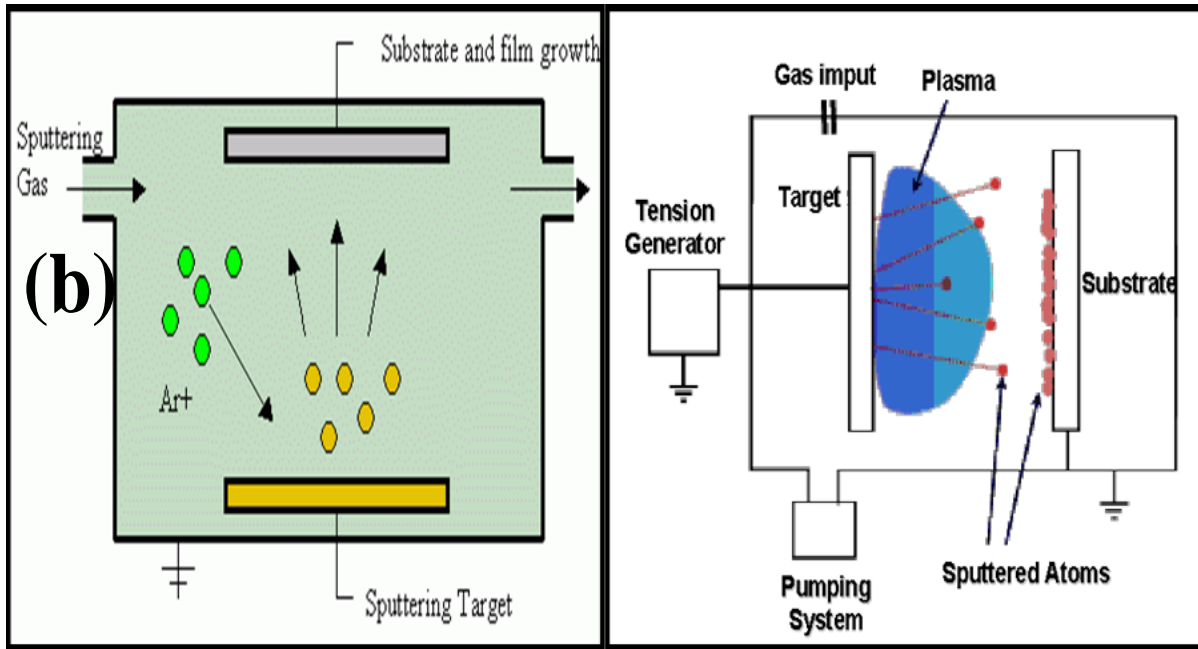 Substrate and film growth
Sputtering
Gas
(b)
Ar+
Sputtering Target
Gas imput
Plasma
Target
Tension
Generator
Substrate
Pumping
System
Sputtered Atoms